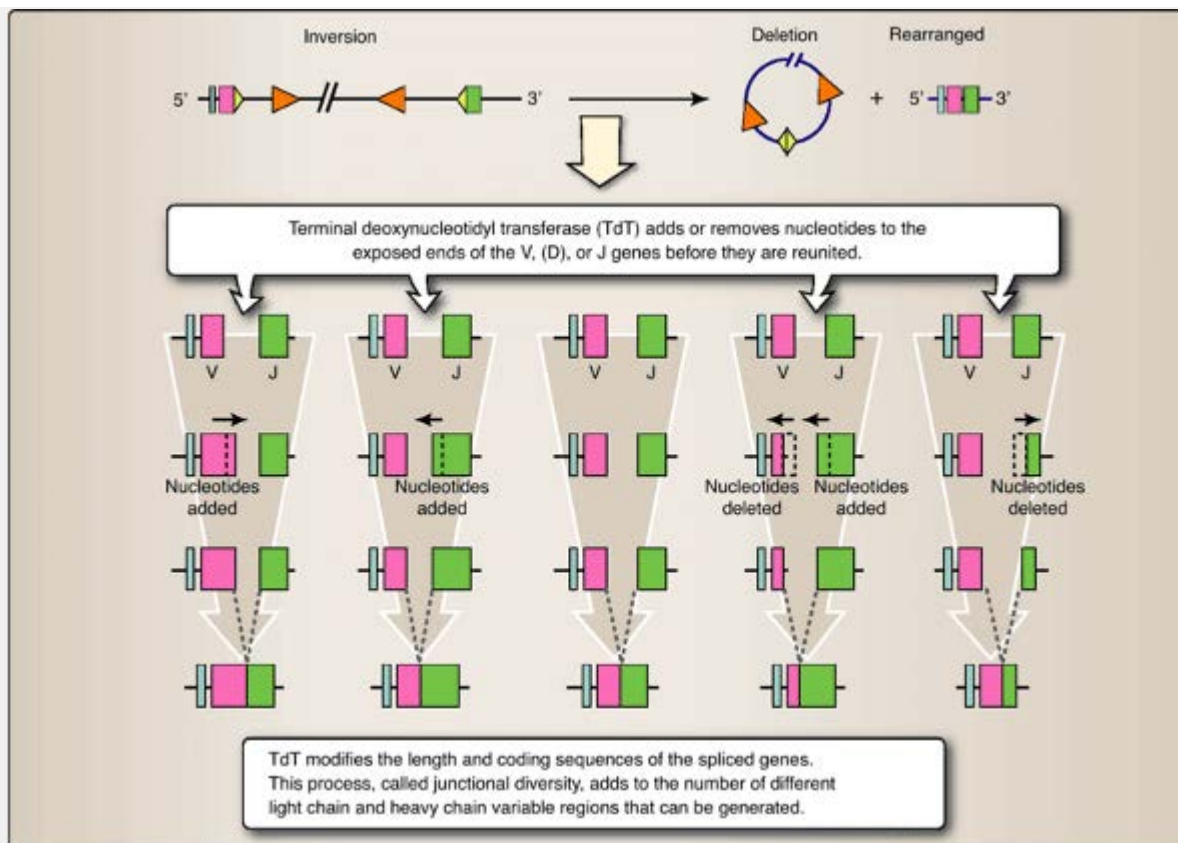 Inversion
Deletion
Rearranged
5'
3'
+
5'
3'
Terminal deoxynucleotidyl transferase (TdT) adds or removes nucleotides to the
exposed ends of the V, (D), or J genes before they are reunited.
V J
V J
V J
V J
V J
Nucleotides
added
Nucleotides
added
Nucleotides
deleted
Nucleotides
added
Nucleotides
deleted
TdT modifies the length and coding sequences of the spliced genes.
This process, called junctional diversity, adds to the number of different
light chain and heavy chain variable regions that can be generated.